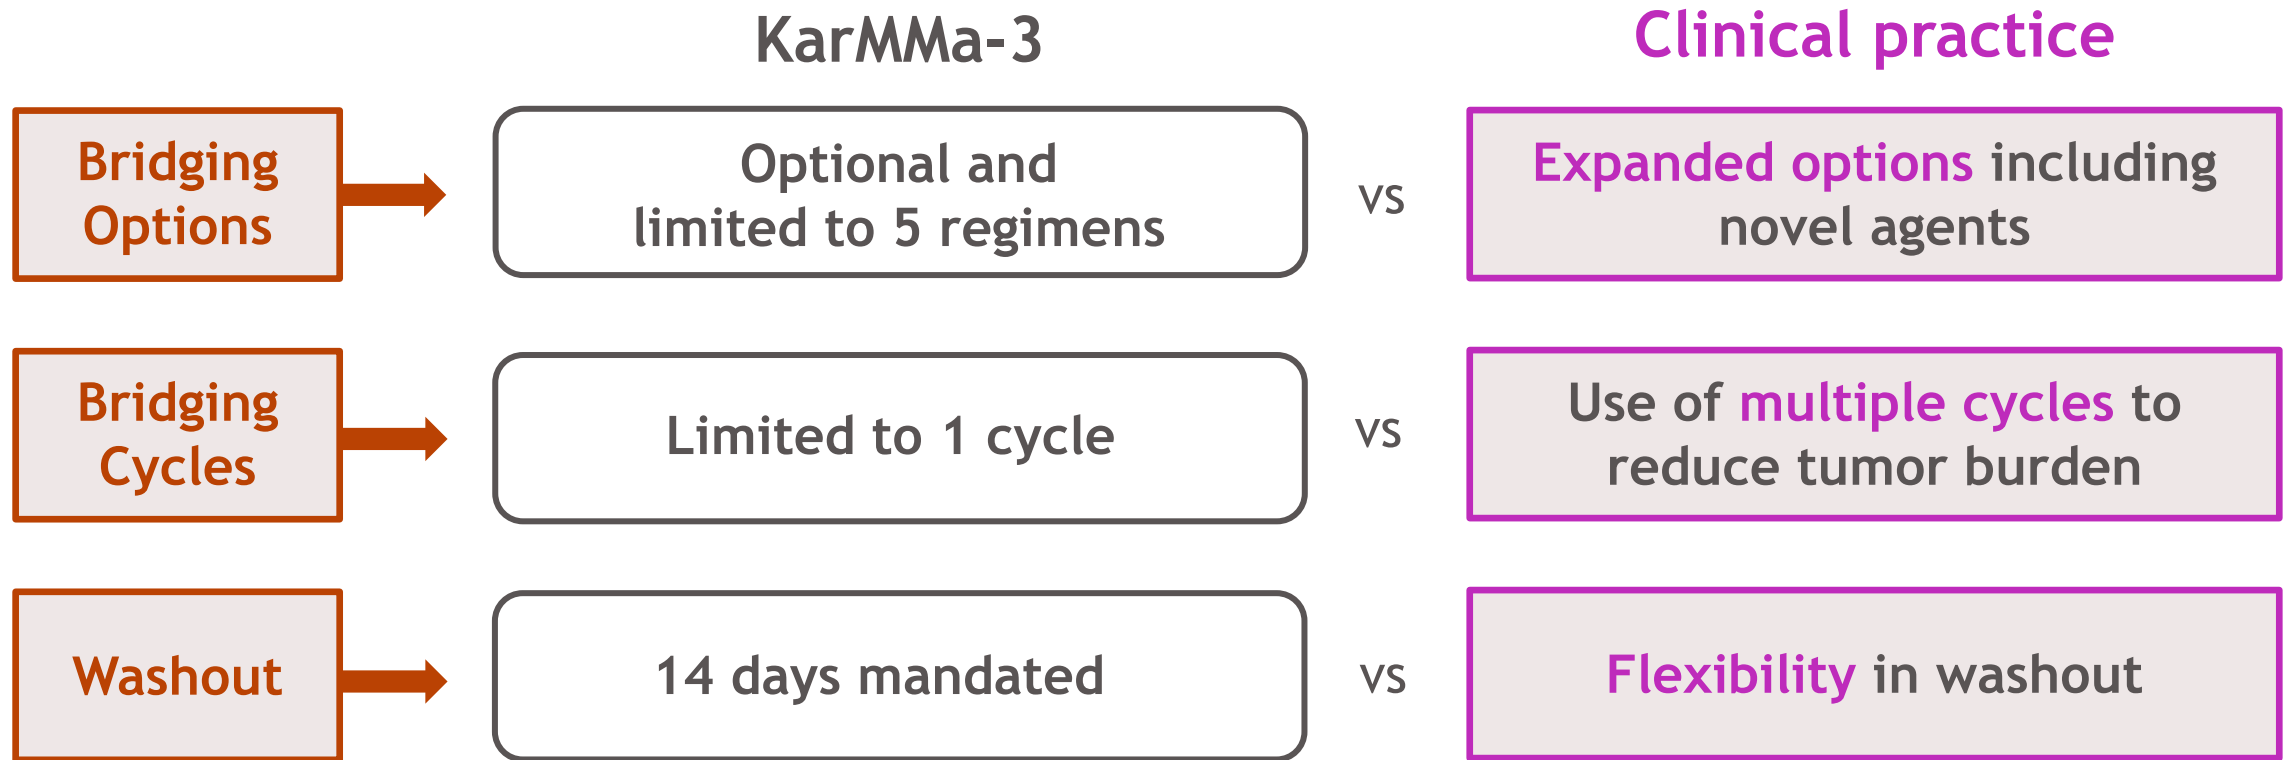 KarMMa-3
Clinical practice
Bridging
Options
Optional and
limited to 5 regimens
vs
Expanded options including
novel agents
Bridging
Cycles
Limited to 1 cycle
vs
Use of multiple cycles to
reduce tumor burden
Washout
14 days mandated
vs
Flexibility in washout